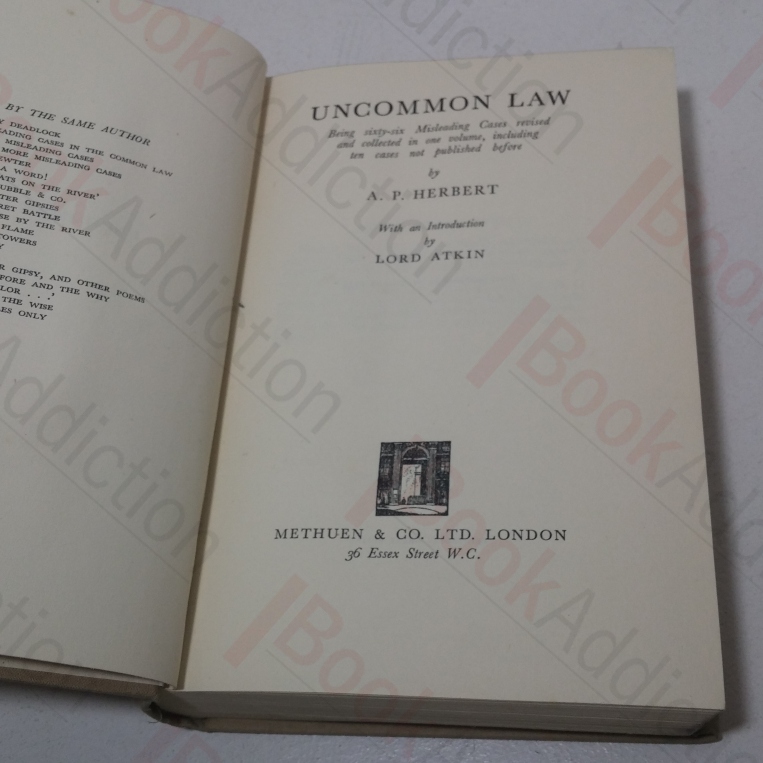 BY THE SAME AUTHOR
DEADLOCK
LEADING CASES IN THE COMMON LAW
MISLEADING CASES
MORE MISLEADING CASES
A WORD!
ON THE RIVER'
& CO.
GIPSIES
BATTLE
BY THE RIVER
FLAME
TOWERS
GIPSY, AND OTHER POEMS
AND THE WHY
. . .'
THE WISE
ONLY
UNCOMMON LAW
Being sixty-six Misleading Cases revised
and collected in one volume, including
ten cases not published before
by
A. P. HERBERT
With an Introduction
by
LORD ATKIN
METHUEN & CO. LTD. LONDON
36 Essex Street W.C.
BookAddiction